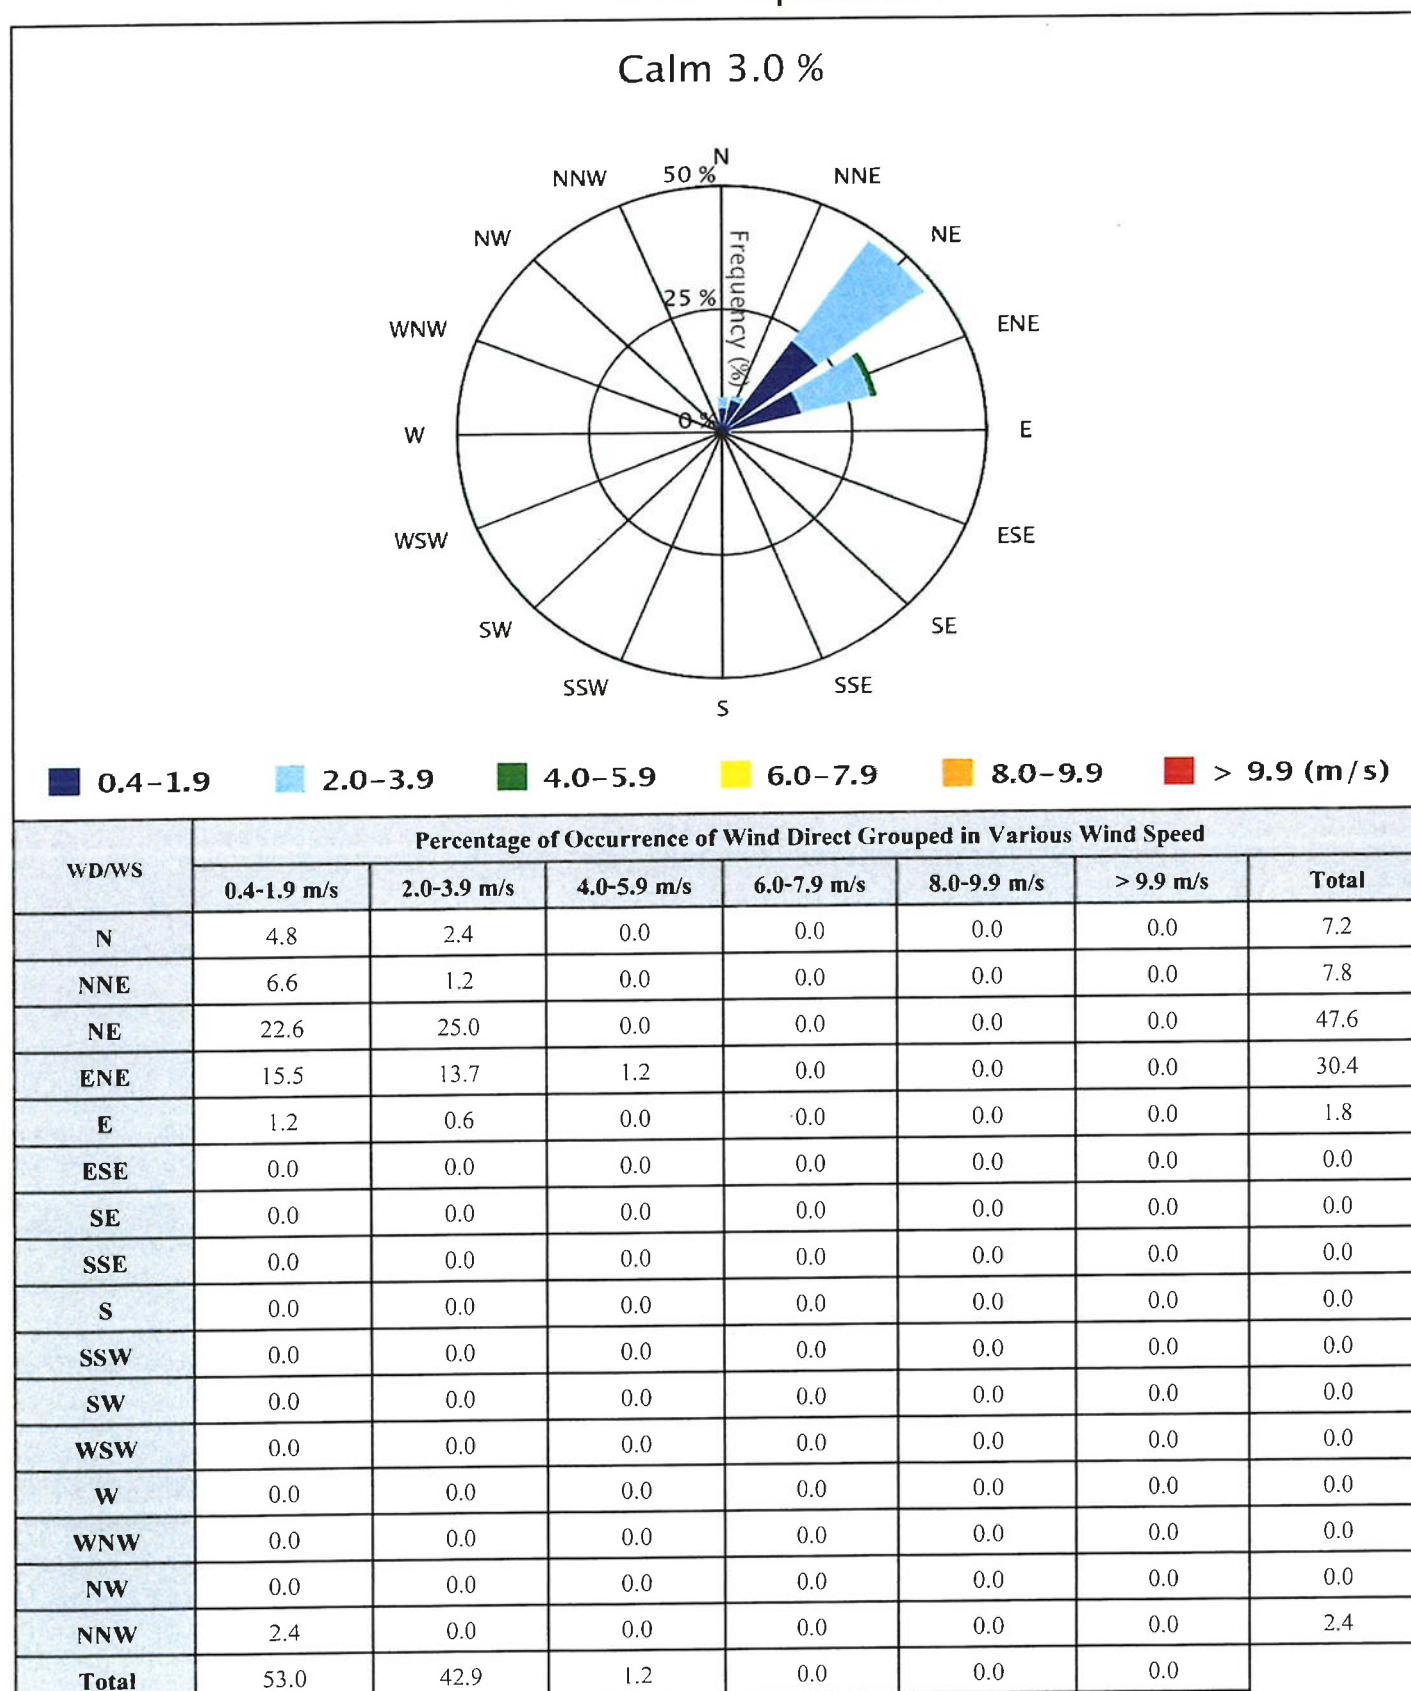 Calm 3.0 %
N
50 %
NNW
NNE
NW
NE
Frequency (%)
25 %
WNW
ENE
0 %
W
E
WSW
ESE
SW
SE
SSW
SSE
S
0.4-1.9 2.0-3.9 4.0-5.9 6.0-7.9 8.0-9.9 > 9.9 (m/s)
WD/WS Percentage of Occurrence of Wind Direct Grouped in Various Wind Speed
0.4-1.9 m/s 2.0-3.9 m/s 4.0-5.9 m/s 6.0-7.9 m/s 8.0-9.9 m/s > 9.9 m/s Total
N 4.8 2.4 0.0 0.0 0.0 0.0 7.2
NNE 6.6 1.2 0.0 0.0 0.0 0.0 7.8
NE 22.6 25.0 0.0 0.0 0.0 0.0 47.6
ENE 15.5 13.7 1.2 0.0 0.0 0.0 30.4
E 1.2 0.6 0.0 0.0 0.0 0.0 1.8
ESE 0.0 0.0 0.0 0.0 0.0 0.0 0.0
SE 0.0 0.0 0.0 0.0 0.0 0.0 0.0
SSE 0.0 0.0 0.0 0.0 0.0 0.0 0.0
S 0.0 0.0 0.0 0.0 0.0 0.0 0.0
SSW 0.0 0.0 0.0 0.0 0.0 0.0 0.0
SW 0.0 0.0 0.0 0.0 0.0 0.0 0.0
WSW 0.0 0.0 0.0 0.0 0.0 0.0 0.0
W 0.0 0.0 0.0 0.0 0.0 0.0 0.0
WNW 0.0 0.0 0.0 0.0 0.0 0.0 0.0
NW 0.0 0.0 0.0 0.0 0.0 0.0 0.0
NNW 2.4 0.0 0.0 0.0 0.0 0.0 2.4
Total 53.0 42.9 1.2 0.0 0.0 0.0